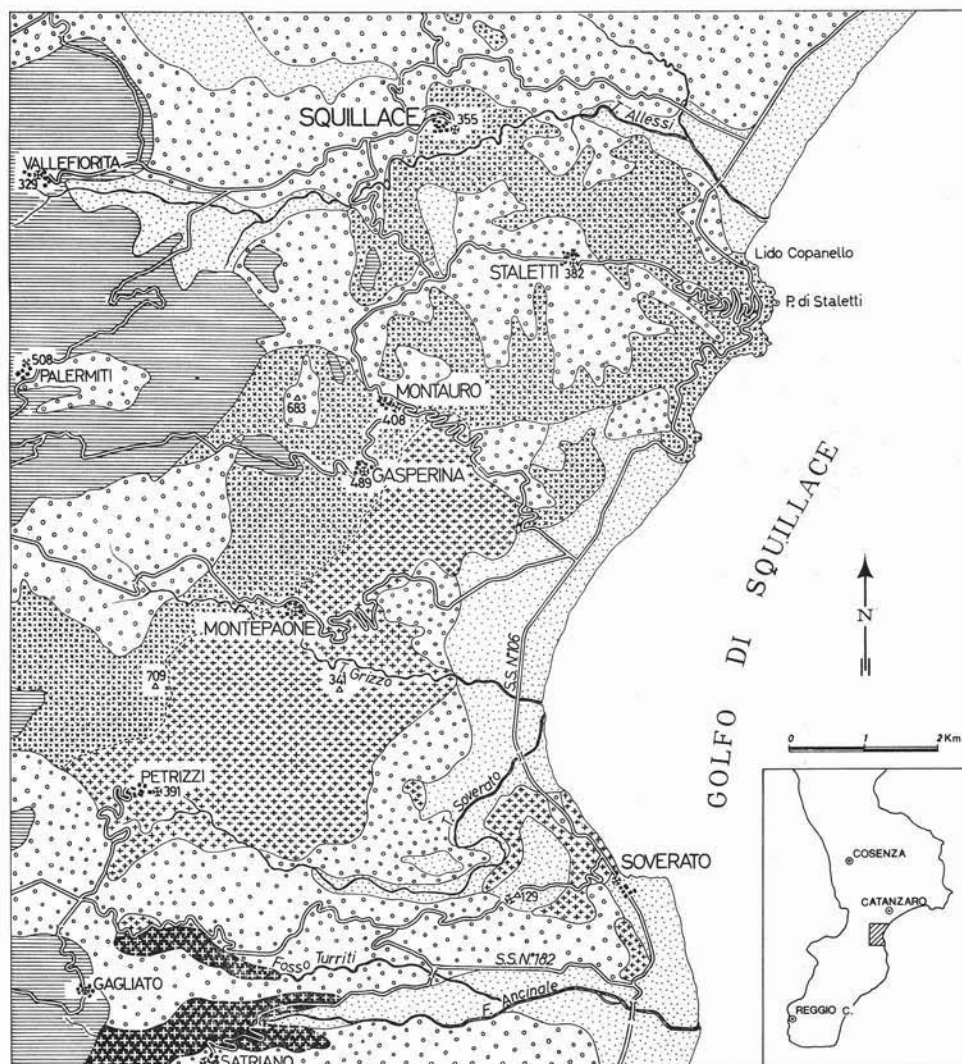 SQUILLACE
355
T. Allessi
VALLEFIORITA
329
Lido Copanello
STALETTI
382
P. di Staletti
508
PALERMITI
683
MONTAURO
408
GASPERINA
489
GOLFO DI SQUILLACE
N
MONTEPAONE
S.S. N°106
709
341
T. Grizzo
0 1 2 Km
PETRIZZI
391
Soverato
SOVERATO
129
COSENZA
CATANZARO
REGGIO C.
Fosso Turriti
S.S. N°182
GAGLIATO
F. Ancinale
SATRIANO